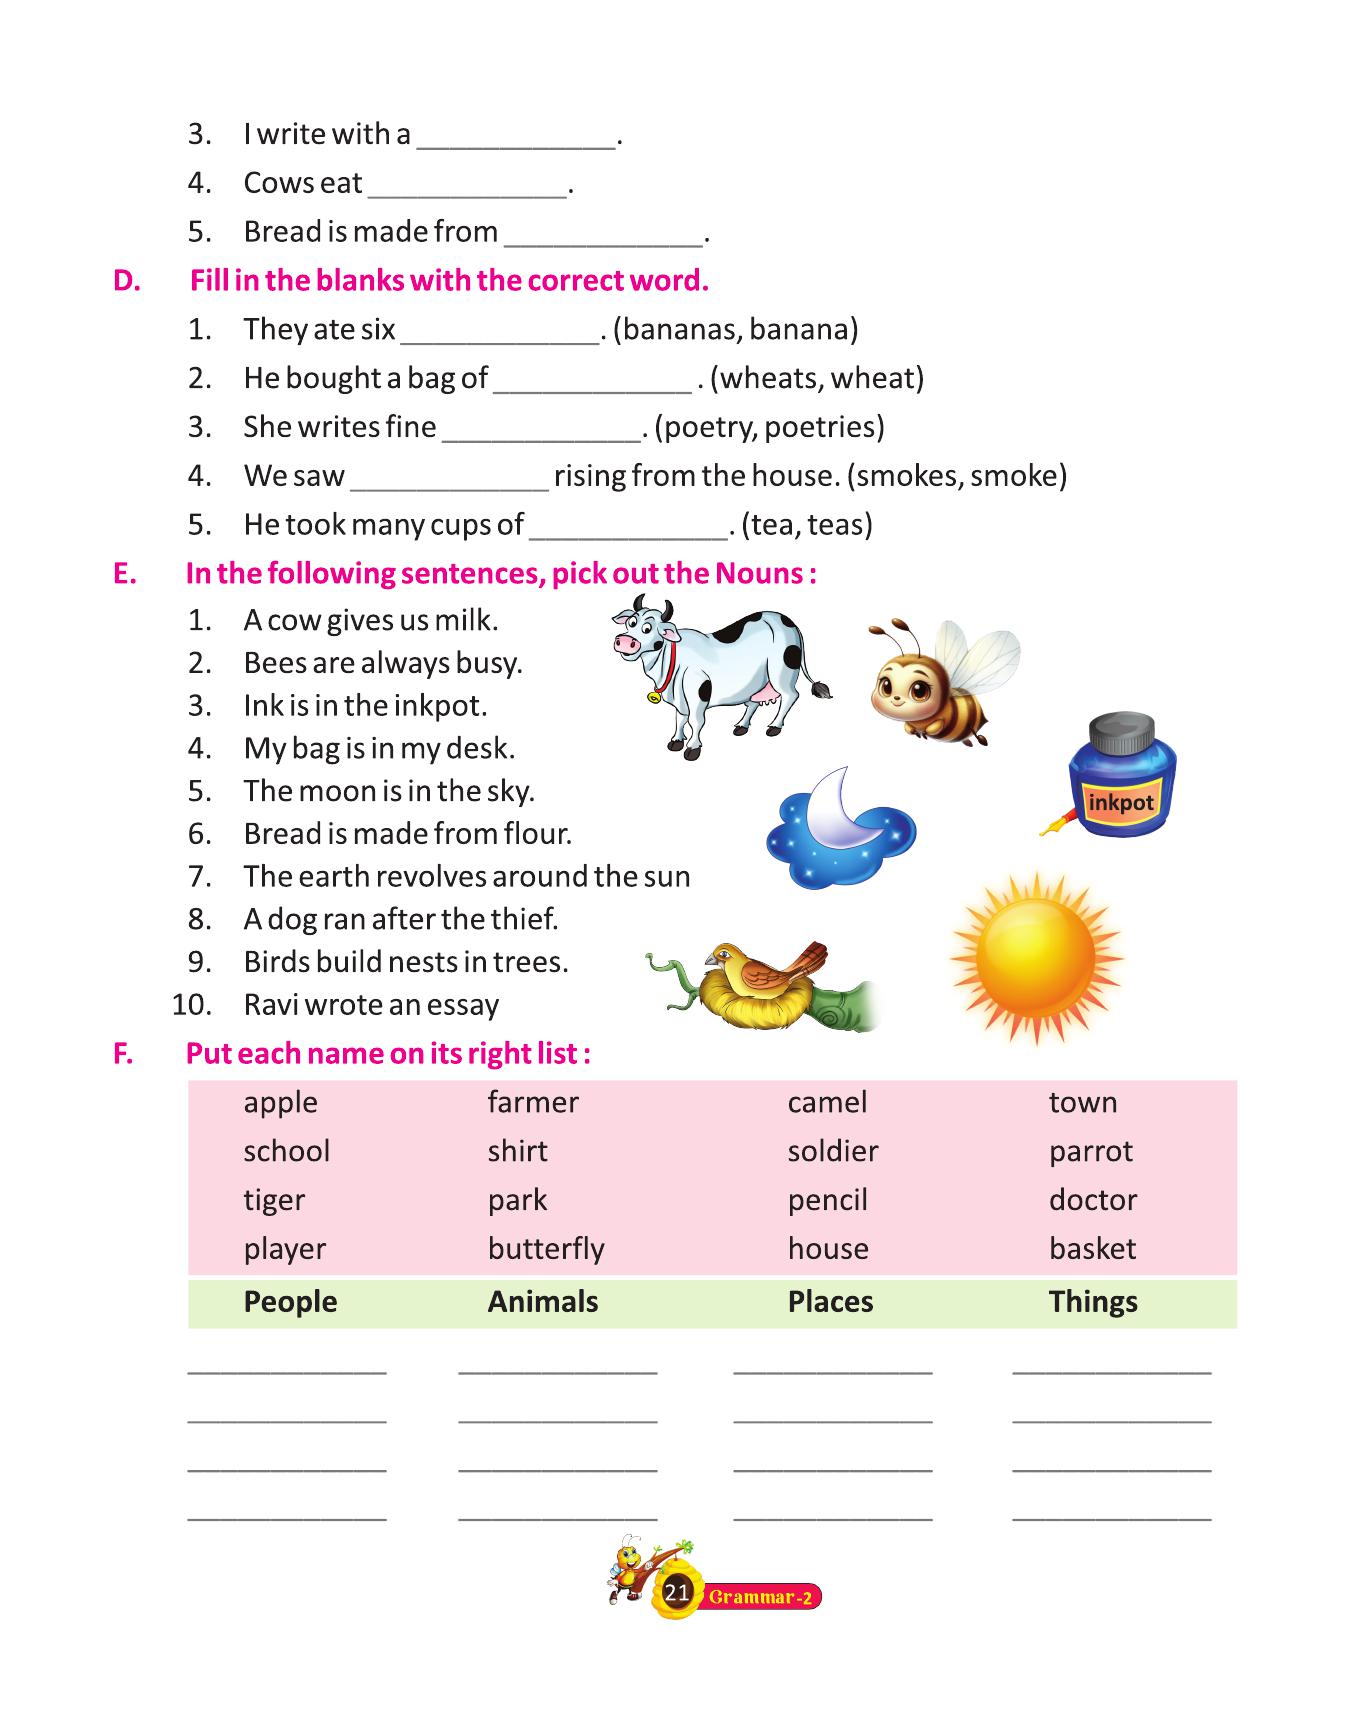 3. I write with a ____________.
4. Cows eat ____________.
5. Bread is made from ____________.
D. Fill in the blanks with the correct word.
1. They ate six ____________. (bananas, banana)
2. He bought a bag of ____________ . (wheats, wheat)
3. She writes fine ____________. (poetry, poetries)
4. We saw ____________ rising from the house. (smokes, smoke)
5. He took many cups of ____________. (tea, teas)
E. In the following sentences, pick out the Nouns :
1. A cow gives us milk.
2. Bees are always busy.
3. Ink is in the inkpot.
4. My bag is in my desk.
5. The moon is in the sky.
inkpot
6. Bread is made from flour.
7. The earth revolves around the sun
8. A dog ran after the thief.
9. Birds build nests in trees.
10. Ravi wrote an essay
F. Put each name on its right list :
apple farmer camel town
school shirt soldier parrot
tiger park pencil doctor
player butterfly house basket
People Animals Places Things
____________ ____________ ____________ ____________
____________ ____________ ____________ ____________
____________ ____________ ____________ ____________
____________ ____________ ____________ ____________
21 Grammar-2